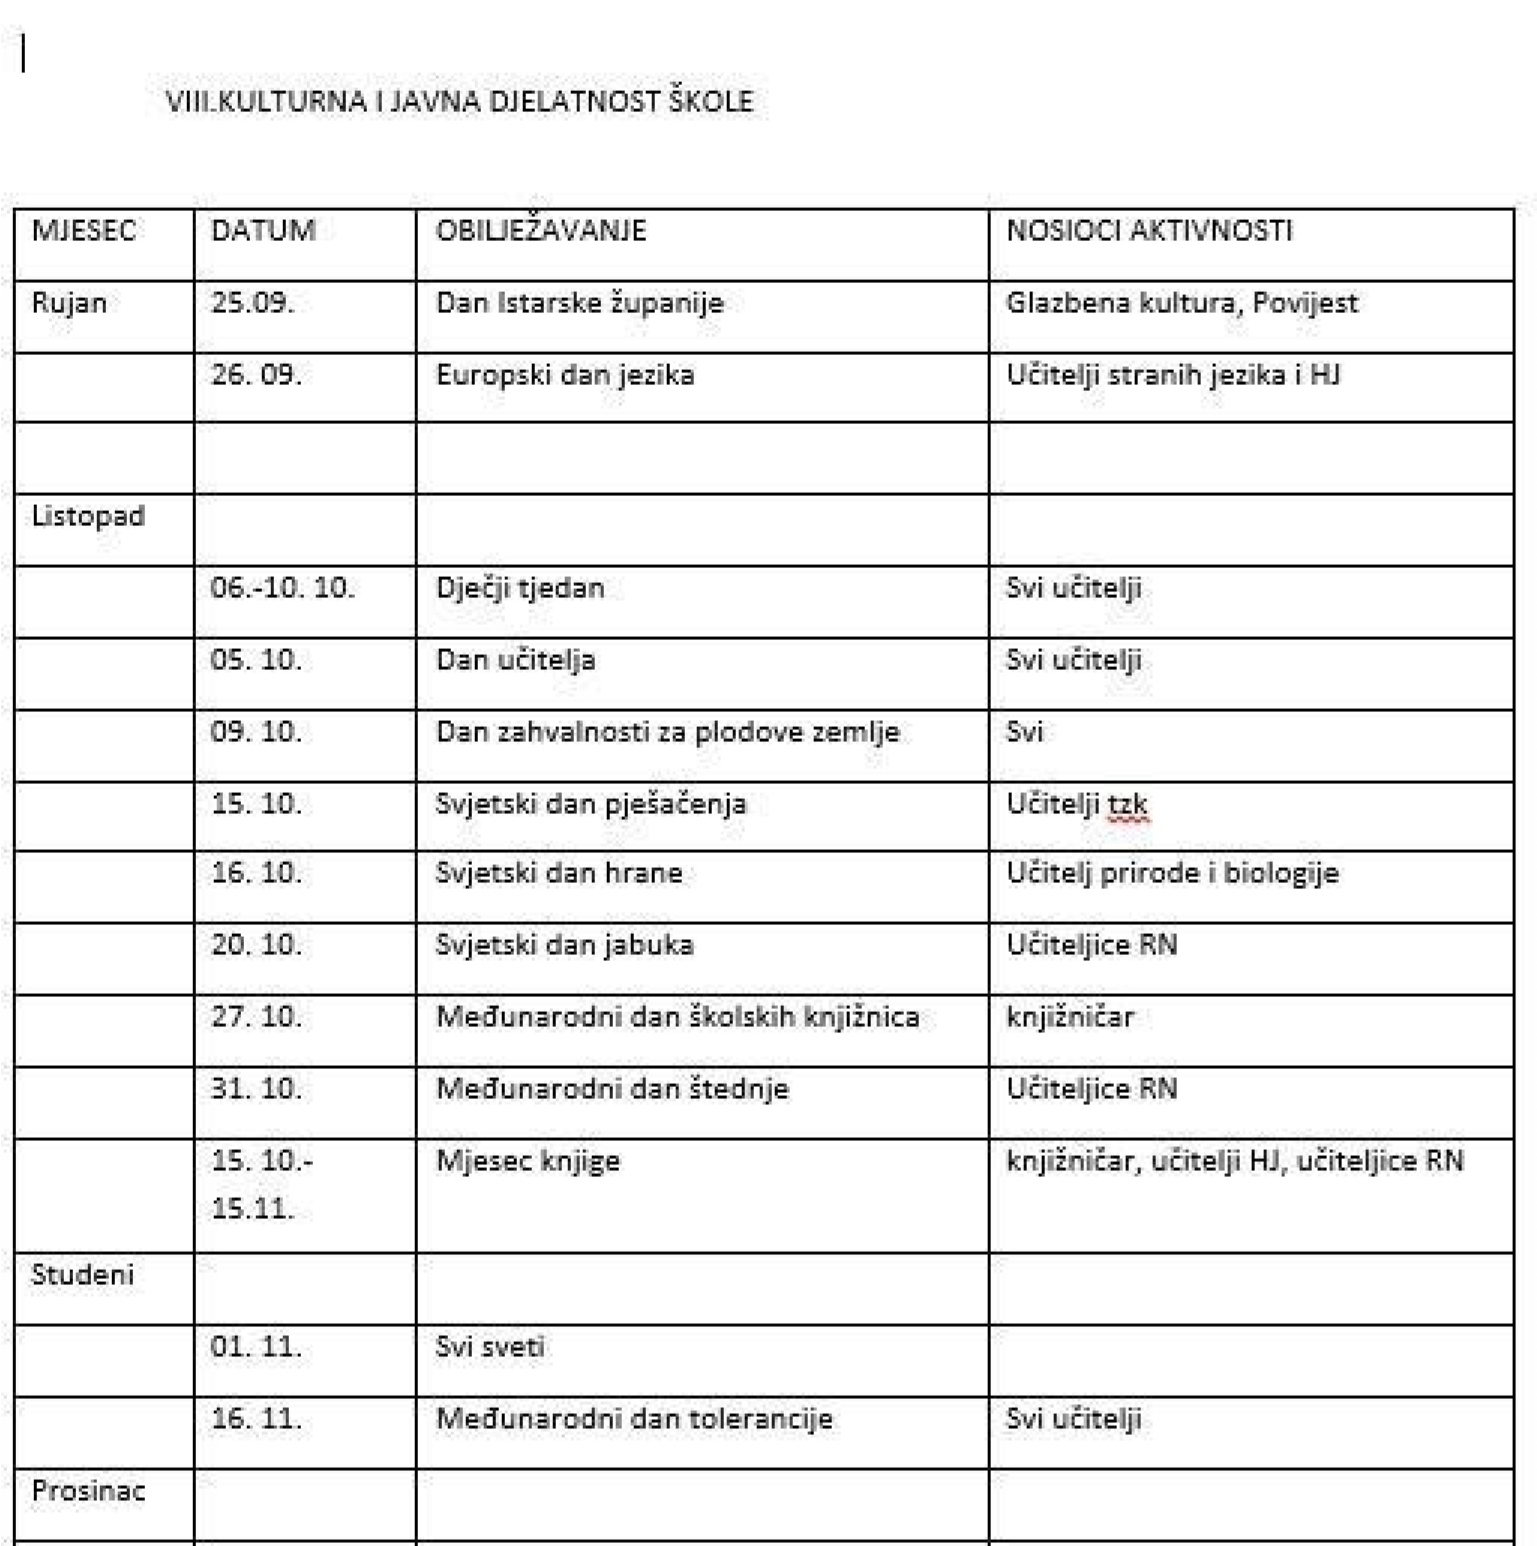 VIII.KULTURNA I JAVNA DJELATNOST ŠKOLE
MJESEC DATUM OBILJEŽAVANJE NOSIOCI AKTIVNOSTI
Rujan 25.09. Dan Istarske županije Glazbena kultura, Povijest
26. 09. Europski dan jezika Učitelji stranih jezika i HJ
Listopad
06.-10. 10. Dječji tjedan Svi učitelji
05. 10. Dan učitelja Svi učitelji
09. 10. Dan zahvalnosti za plodove zemlje Svi
15. 10. Svjetski dan pješačenja Učitelji tzk
16. 10. Svjetski dan hrane Učitelj prirode i biologije
20. 10. Svjetski dan jabuka Učiteljice RN
27. 10. Međunarodni dan školskih knjižnica knjižničar
31. 10. Međunarodni dan štednje Učiteljice RN
15. 10.- Mjesec knjige knjižničar, učitelji HJ, učiteljice RN
15.11.
Studeni
01. 11. Svi sveti
16. 11. Međunarodni dan tolerancije Svi učitelji
Prosinac